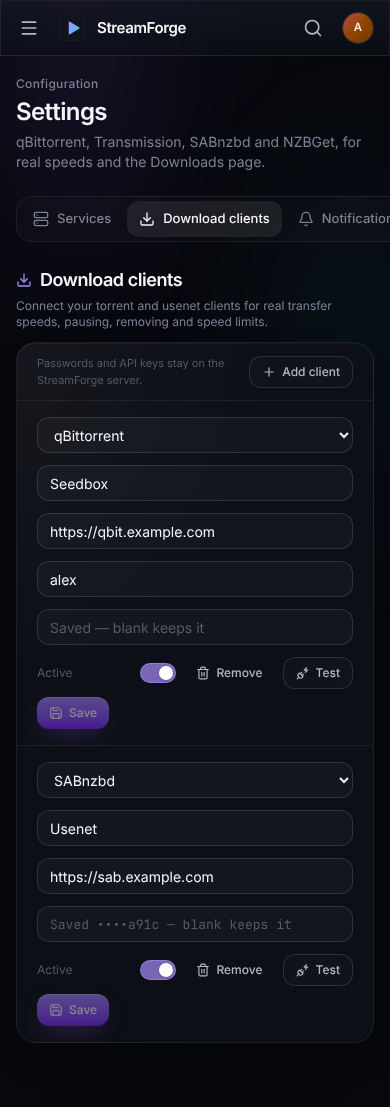 StreamForge
A
Configuration
Settings
qBittorrent, Transmission, SABnzbd and NZBGet, for
real speeds and the Downloads page.
Services
Download clients
Notification
Download clients
Connect your torrent and usenet clients for real transfer
speeds, pausing, removing and speed limits.
Passwords and API keys stay on the
StreamForge server.
Add client
qBittorrent
Seedbox
https://qbit.example.com
alex
Saved — blank keeps it
Active
Remove
Test
Save
SABnzbd
Usenet
https://sab.example.com
Saved ••••a91c — blank keeps it
Active
Remove
Test
Save